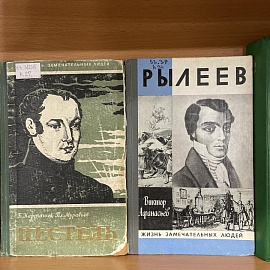 ЗАМЕЧАТЕЛЬНЫХ ЛЮДЕЙ
ПЕСТЕЛЬ
РЫЛЕЕВ
Виктор
Афанасьев
ЖИЗНЬ ЗАМЕЧАТЕЛЬНЫХ ЛЮДЕЙ